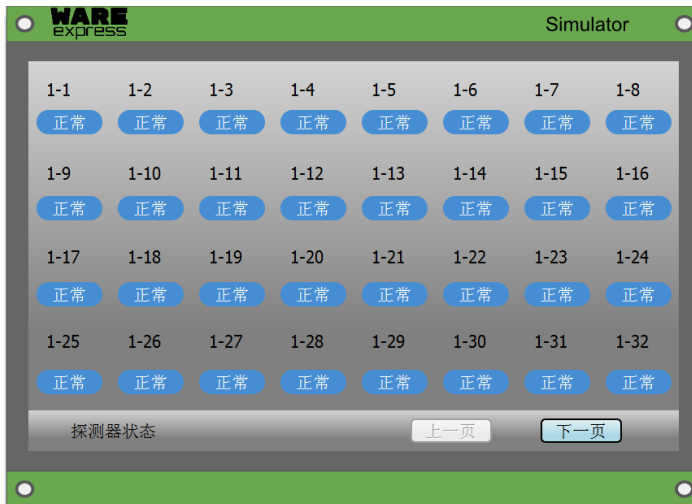 WARE
express
Simulator
1-1 1-2 1-3 1-4 1-5 1-6 1-7 1-8
正常 正常 正常 正常 正常 正常 正常 正常
1-9 1-10 1-11 1-12 1-13 1-14 1-15 1-16
正常 正常 正常 正常 正常 正常 正常 正常
1-17 1-18 1-19 1-20 1-21 1-22 1-23 1-24
正常 正常 正常 正常 正常 正常 正常 正常
1-25 1-26 1-27 1-28 1-29 1-30 1-31 1-32
正常 正常 正常 正常 正常 正常 正常 正常
探测器状态 上一页 下一页